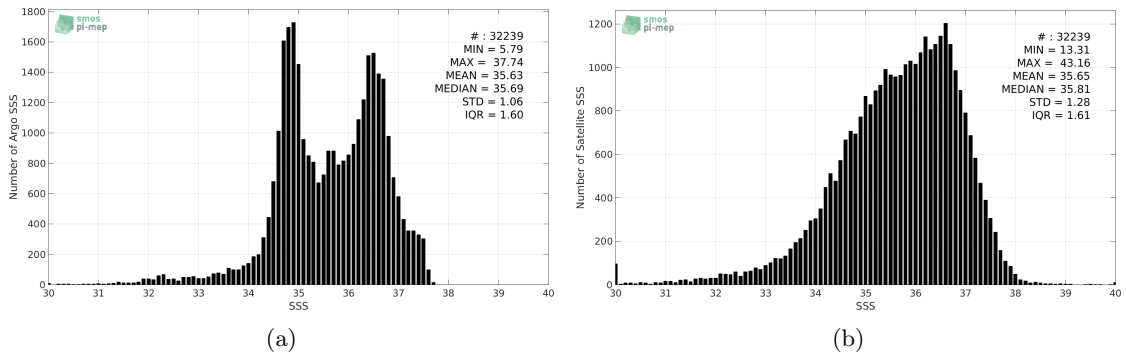 smos
pi-mep
# : 32239
MIN = 5.79
MAX = 37.74
MEAN = 35.63
MEDIAN = 35.69
STD = 1.06
IQR = 1.60
Number of Argo SSS
1800
1600
1400
1200
1000
800
600
400
200
0
30 31 32 33 34 35 36 37 38 39 40
SSS
(a)
smos
pi-mep
# : 32239
MIN = 13.31
MAX = 43.16
MEAN = 35.65
MEDIAN = 35.81
STD = 1.28
IQR = 1.61
Number of Satellite SSS
1200
1000
800
600
400
200
0
30 31 32 33 34 35 36 37 38 39 40
SSS
(b)